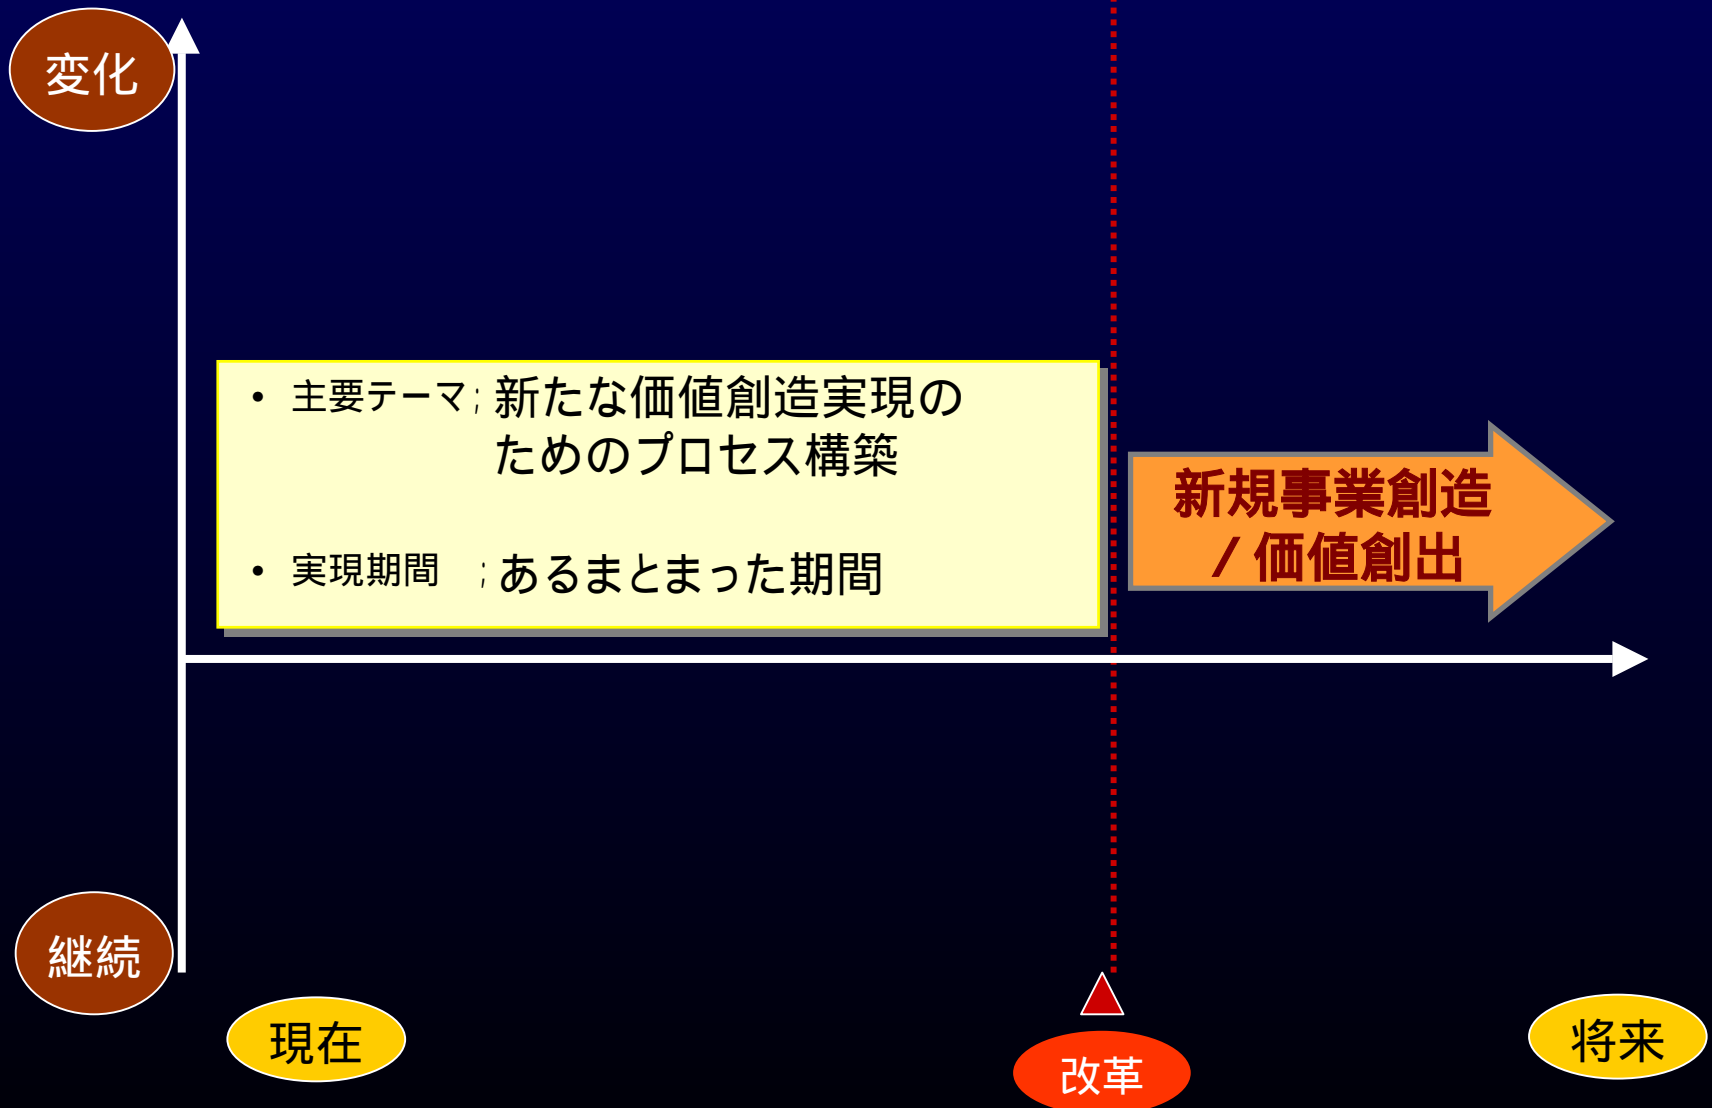 変化
• 主要テーマ; 新たな価値創造実現の
ためのプロセス構築
• 実現期間 ; あるまとまった期間
新規事業創造
/ 価値創出
継続
現在
改革
将来